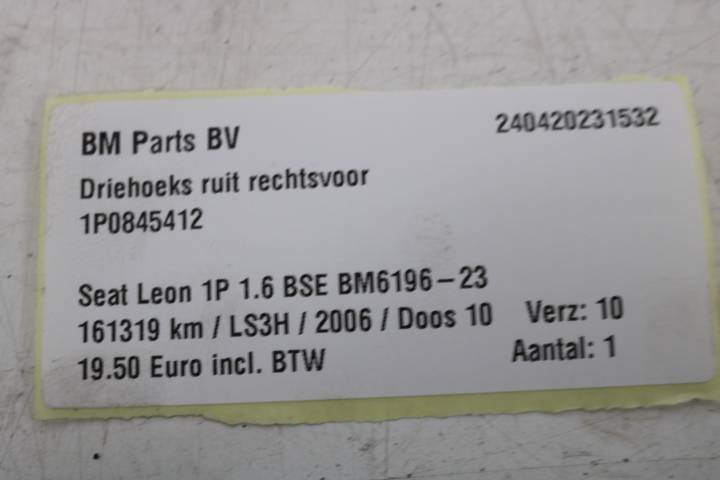 BM Parts BV 240420231532
Driehoeks ruit rechtsvoor
1P0845412
Seat Leon 1P 1.6 BSE BM6196-23
161319 km / LS3H / 2006 / Doos 10 Verz: 10
19.50 Euro incl. BTW Aantal: 1